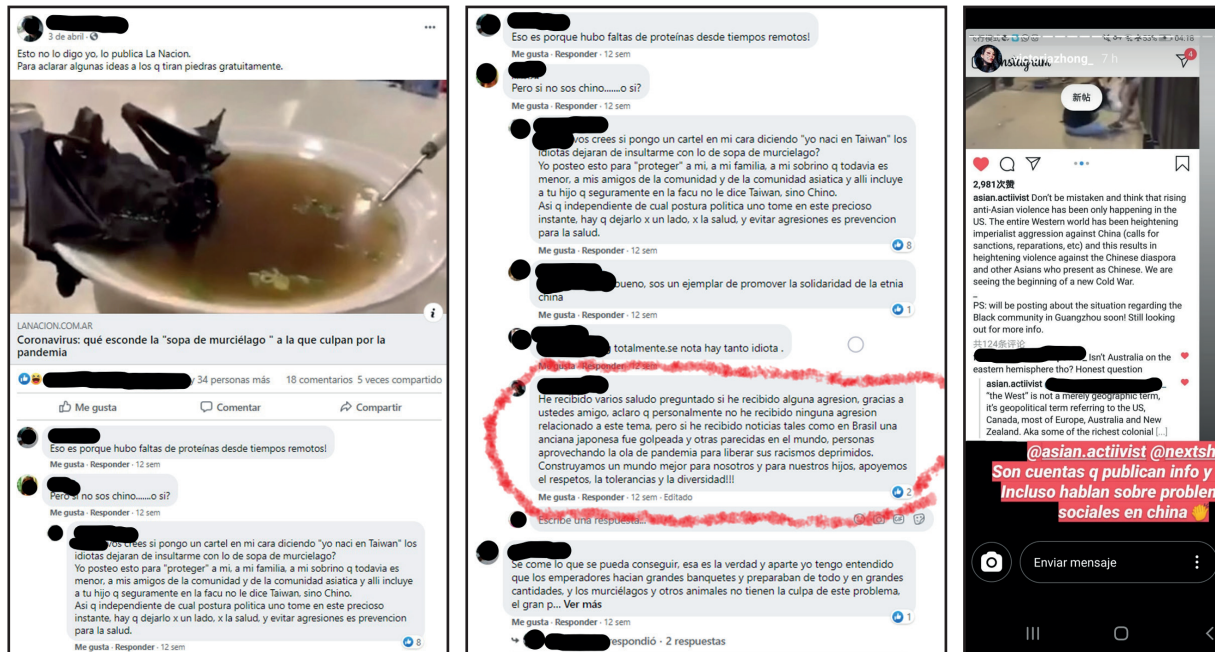 3 de abril ·
Esto no lo digo yo, lo publica La Nacion.
Para aclarar algunas ideas a los q tiran piedras gratuitamente.
LANACION.COM.AR
Coronavirus: qué esconde la "sopa de murciélago " a la que culpan por la
pandemia
y 34 personas más 18 comentarios 5 veces compartido
Me gusta Comentar Compartir
Eso es porque hubo faltas de proteínas desde tiempos remotos!
Me gusta · Responder · 12 sem
Pero si no sos chino.......o si?
Me gusta · Responder · 12 sem
vos crees si pongo un cartel en mi cara diciendo "yo naci en Taiwan" los
idiotas dejaran de insultarme con lo de sopa de murcielago?
Yo posteo esto para "proteger" a mi, a mi familia, a mi sobrino q todavia es
menor, a mis amigos de la comunidad y de la comunidad asiatica y alli incluye
a tu hijo q seguramente en la facu no le dice Taiwan, sino Chino.
Asi q independiente de cual postura politica uno tome en este precioso
instante, hay q dejarlo x un lado, x la salud, y evitar agresiones es prevencion
para la salud.
Me gusta · Responder · 12 sem
8
Eso es porque hubo faltas de proteínas desde tiempos remotos!
Me gusta · Responder · 12 sem
Pero si no sos chino.......o si?
Me gusta · Responder · 12 sem
vos crees si pongo un cartel en mi cara diciendo "yo naci en Taiwan" los
idiotas dejaran de insultarme con lo de sopa de murcielago?
Yo posteo esto para "proteger" a mi, a mi familia, a mi sobrino q todavia es
menor, a mis amigos de la comunidad y de la comunidad asiatica y alli incluye
a tu hijo q seguramente en la facu no le dice Taiwan, sino Chino.
Asi q independiente de cual postura politica uno tome en este precioso
instante, hay q dejarlo x un lado, x la salud, y evitar agresiones es prevencion
para la salud.
Me gusta · Responder · 12 sem
8
bueno, sos un ejemplar de promover la solidaridad de la etnia
china
1
Me gusta · Responder · 12 sem
totalmente.se nota hay tanto idiota .
Me gusta · Responder · 12 sem
He recibido varios saludo preguntado si he recibido alguna agresion, gracias a
ustedes amigo, aclaro q personalmente no he recibido ninguna agresion
relacionado a este tema, pero si he recibido noticias tales como en Brasil una
anciana japonesa fue golpeada y otras parecidas en el mundo, personas
aprovechando la ola de pandemia para liberar sus racismos deprimidos.
Construyamos un mundo mejor para nosotros y para nuestros hijos, apoyemos
el respetos, la tolerancias y la diversidad!!!
2
Me gusta · Responder · 12 sem · Editado
Escribe una respuesta...
Se come lo que se pueda conseguir, esa es la verdad y aparte yo tengo entendido
que los emperadores hacian grandes banquetes y preparaban de todo y en grandes
cantidades, y los murciélagos y otros animales no tienen la culpa de este problema,
el gran p... Ver más
1
Me gusta · Responder · 12 sem
respondió · 2 respuestas
53% 04:18
Instagram
7 h
4
新帖
2,981次赞
asian.actiivist Don't be mistaken and think that rising
anti-Asian violence has been only happening in the
US. The entire Western world has been heightening
imperialist aggression against China (calls for
sanctions, reparations, etc) and this results in
heightening violence against the Chinese diaspora
and other Asians who present as Chinese. We are
seeing the beginning of a new Cold War.
_
PS: will be posting about the situation regarding the
Black community in Guangzhou soon! Still looking
out for more info.
共124条评论
Isn't Australia on the
eastern hemisphere tho? Honest question
asian.actiivist
"the West" is not a merely geographic term,
it's geopolitical term referring to the US,
Canada, most of Europe, Australia and New
Zealand. Aka some of the richest colonial [...]
@asian.actiivist @nextsh
Son cuentas q publican info y
Incluso hablan sobre problem
sociales en china
Enviar mensaje